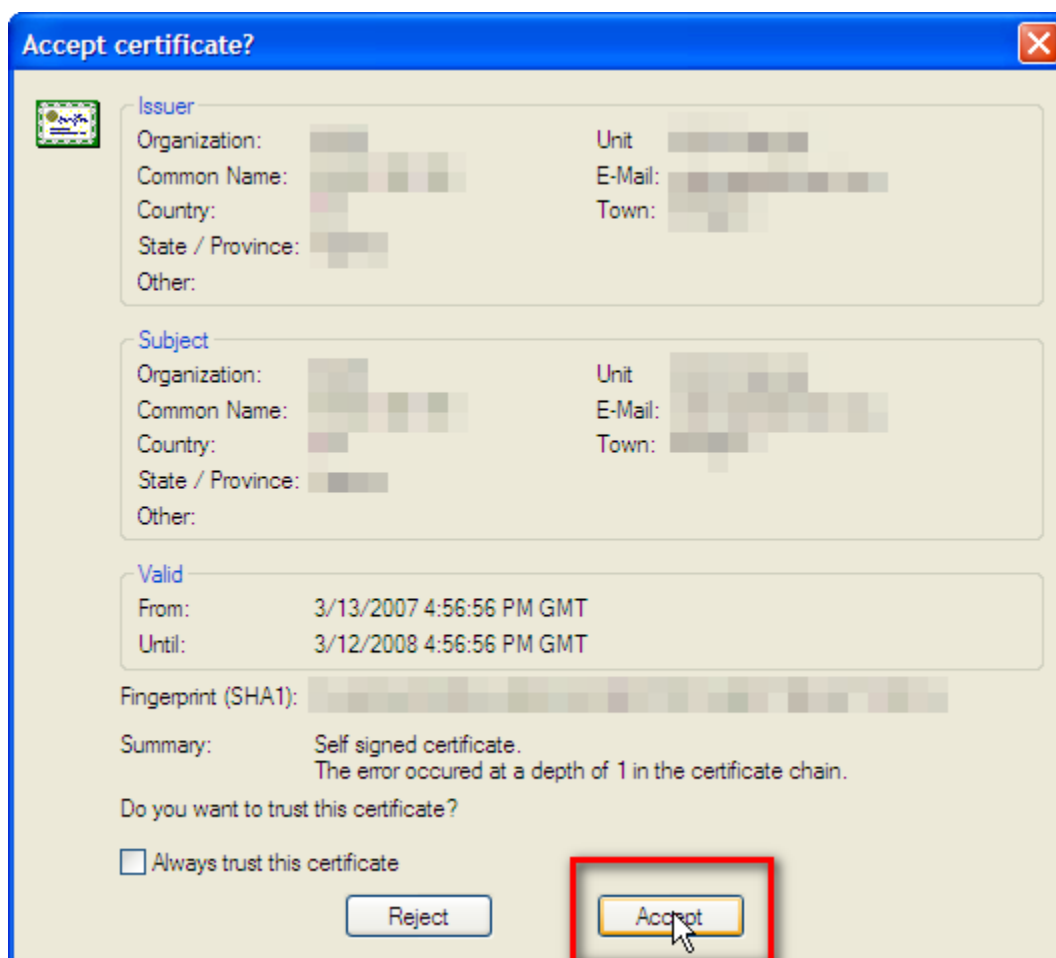 Accept certificate?
Issuer
Organization: Unit
Common Name: E-Mail:
Country: Town:
State / Province:
Other:
Subject
Organization: Unit
Common Name: E-Mail:
Country: Town:
State / Province:
Other:
Valid
From: 3/13/2007 4:56:56 PM GMT
Until: 3/12/2008 4:56:56 PM GMT
Fingerprint (SHA1):
Summary: Self signed certificate.
The error occured at a depth of 1 in the certificate chain.
Do you want to trust this certificate?
Always trust this certificate
Reject Accept